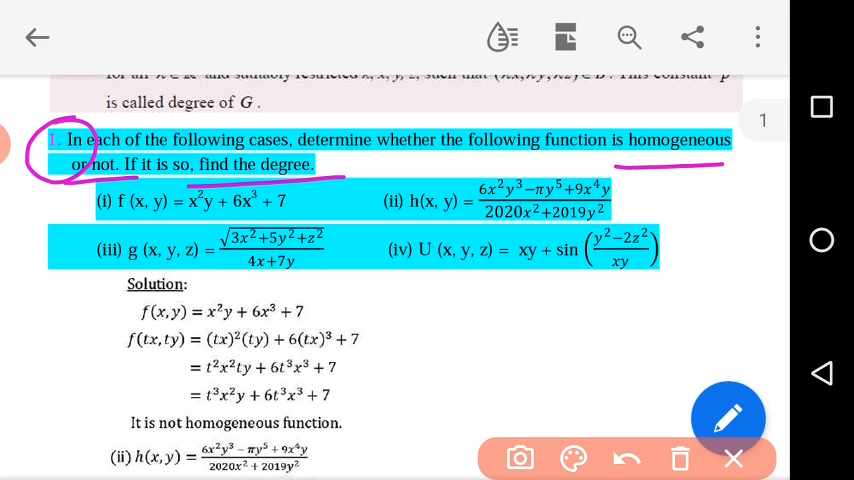 is called degree of G .
1
1. In each of the following cases, determine whether the following function is homogeneous
or not. If it is so, find the degree.
(i) f (x, y) = x²y + 6x³ + 7 (ii) h(x, y) = 6x²y³−πy⁵+9x⁴y / 2020x²+2019y²
(iii) g (x, y, z) = √3x²+5y²+z² / 4x+7y (iv) U (x, y, z) = xy + sin (y²−2z² / xy)
Solution:
f(x,y) = x²y + 6x³ + 7
f(tx,ty) = (tx)²(ty) + 6(tx)³ + 7
= t²x²ty + 6t³x³ + 7
= t³x²y + 6t³x³ + 7
It is not homogeneous function.
(ii) h(x,y) = 6x²y³ − πy⁵ + 9x⁴y / 2020x² + 2019y²